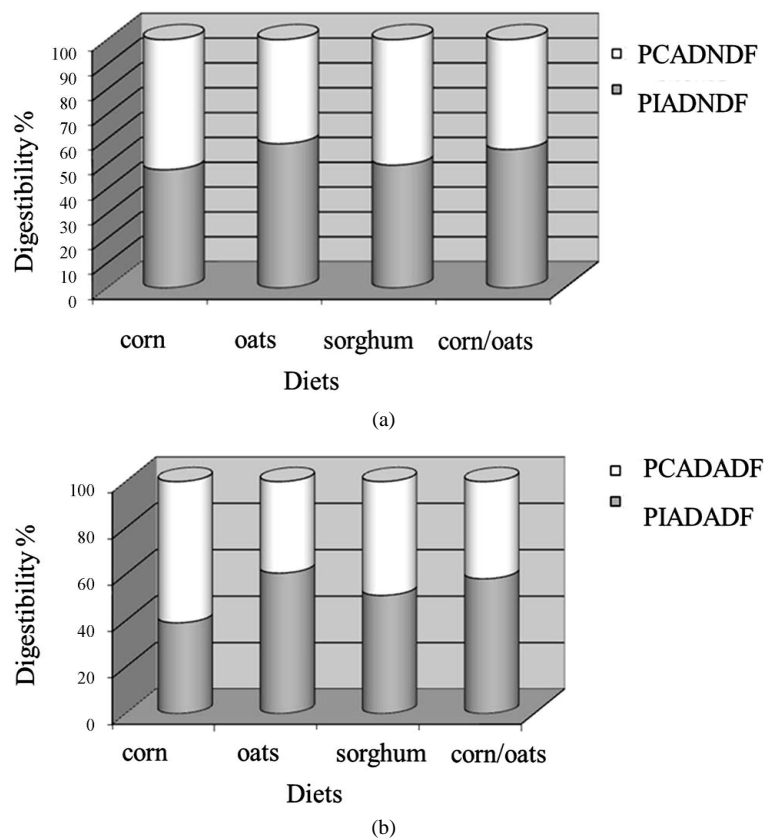 100
90
80
70
60
50
40
30
20
10
0
Digestibility %
corn oats sorghum corn/oats
Diets
PCADNDF
PIADNDF
(a)
100
80
60
40
20
0
Digestibility %
corn oats sorghum corn/oats
Diets
PCADADF
PIADADF
(b)